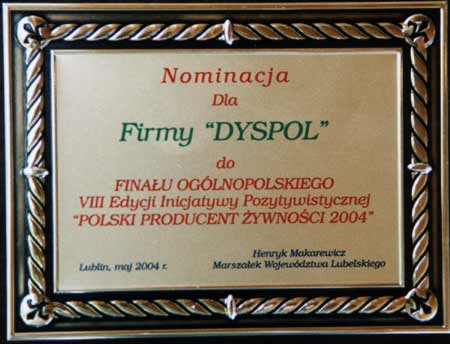 Nominacja
Dla
Firmy “DYSPOL”
do
FINAŁU OGÓLNOPOLSKIEGO
VIII Edycji Inicjatywy Pozytywistycznej
“POLSKI PRODUCENT ŻYWNOŚCI 2004”
Henryk Makarewicz
Lublin, maj 2004 r. Marszałek Województwa Lubelskiego